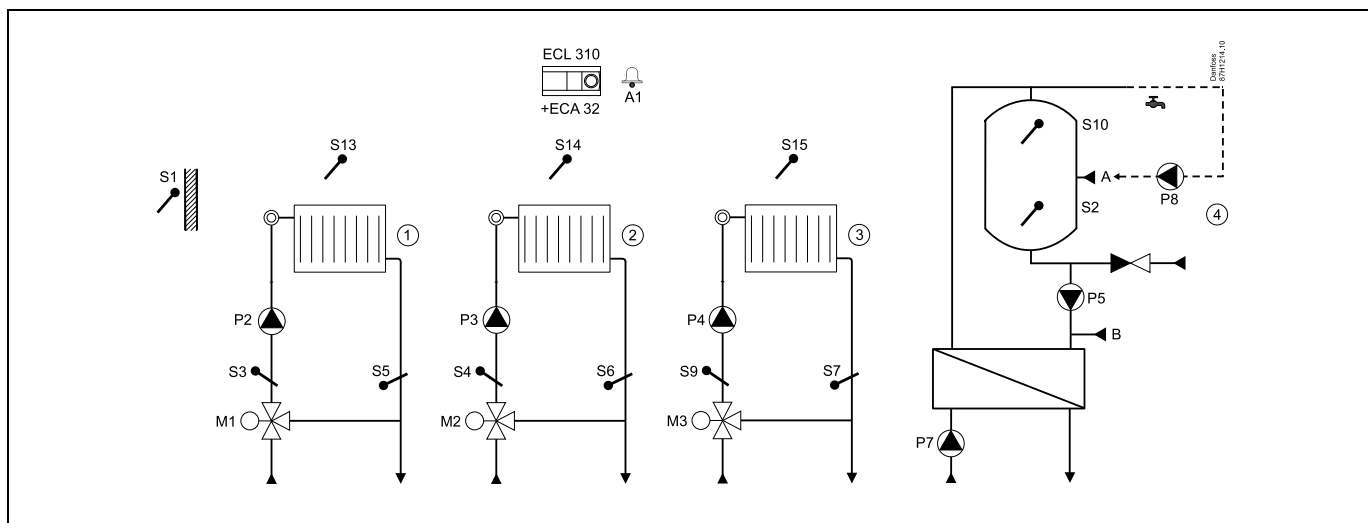 ECL 310
+ECA 32
A1
Danfoss
87H1214.10
S1
S13
S14
S15
S10
A
P8
S2
4
1
2
3
P2
P3
P4
P5
B
S3
S5
S4
S6
S9
S7
M1
M2
M3
P7